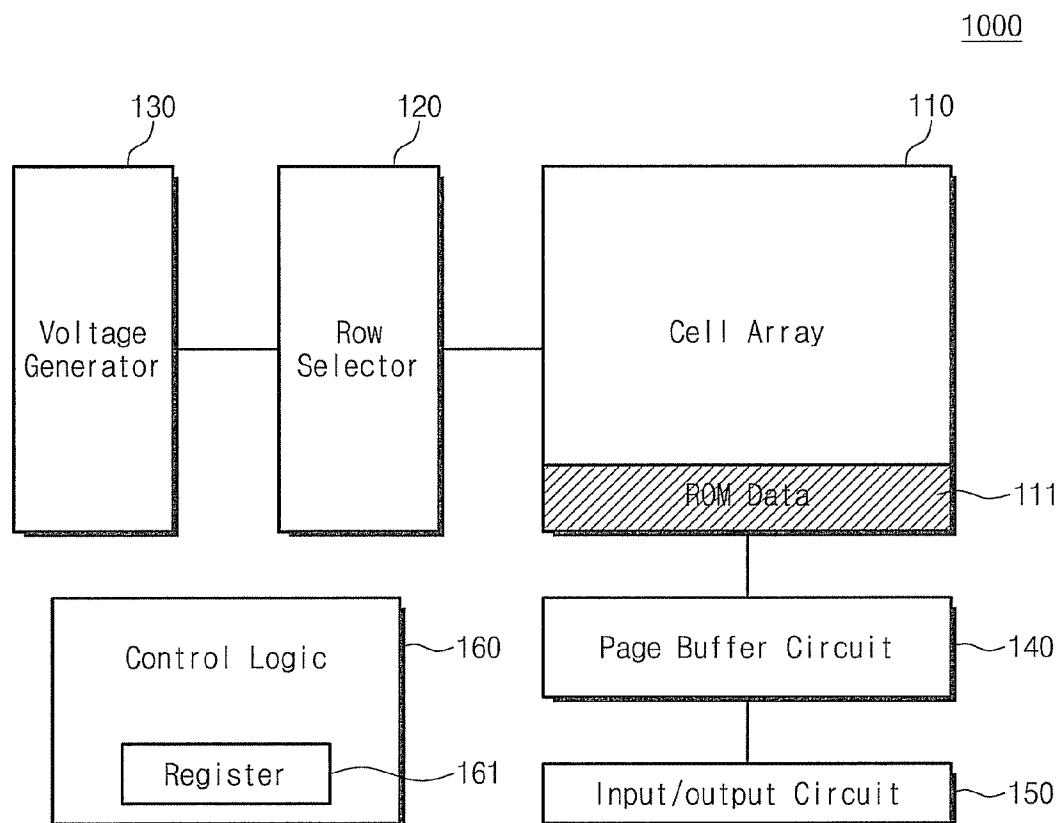 1000
130
120
110
Voltage
Generator
Row
Selector
Cell Array
ROM Data
111
Control Logic
160
Register
161
Page Buffer Circuit
140
Input/output Circuit
150